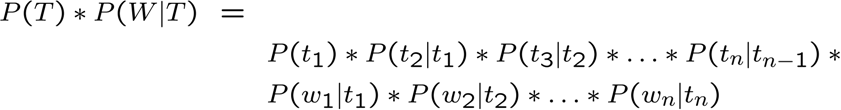 P(T) ∗ P(W|T) =
P(t₁) ∗ P(t₂|t₁) ∗ P(t₃|t₂) ∗ … ∗ P(tₙ|tₙ₋₁) ∗
P(w₁|t₁) ∗ P(w₂|t₂) ∗ … ∗ P(wₙ|tₙ)